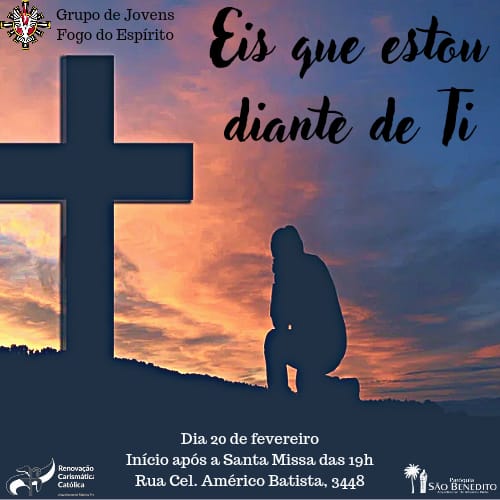 Grupo de Jovens
Fogo do Espírito
Eis que estou
diante de Ti
Dia 20 de fevereiro
Início após a Santa Missa das 19h
Rua Cel. Américo Batista, 3448
Renovação
Carismática
Católica
Paróquia
SÃO BENEDITO